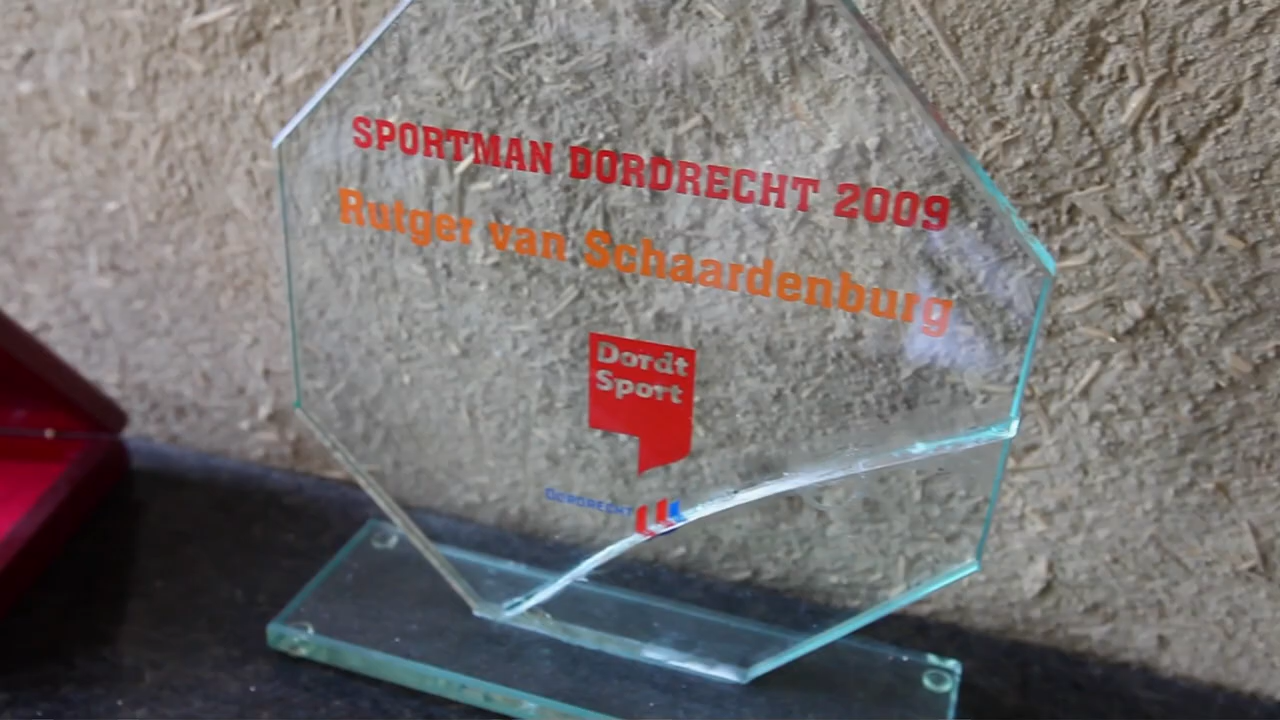 SPORTMAN DORDRECHT 2009
Rutger van Schaardenburg
Dordt
Sport
DORDRECHT